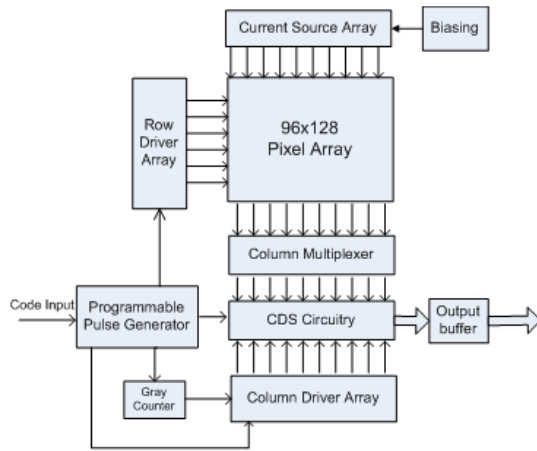 Current Source Array
Biasing
Row
Driver
Array
96x128
Pixel Array
Column Multiplexer
Code Input
Programmable
Pulse Generator
CDS Circuitry
Output
buffer
Gray
Counter
Column Driver Array